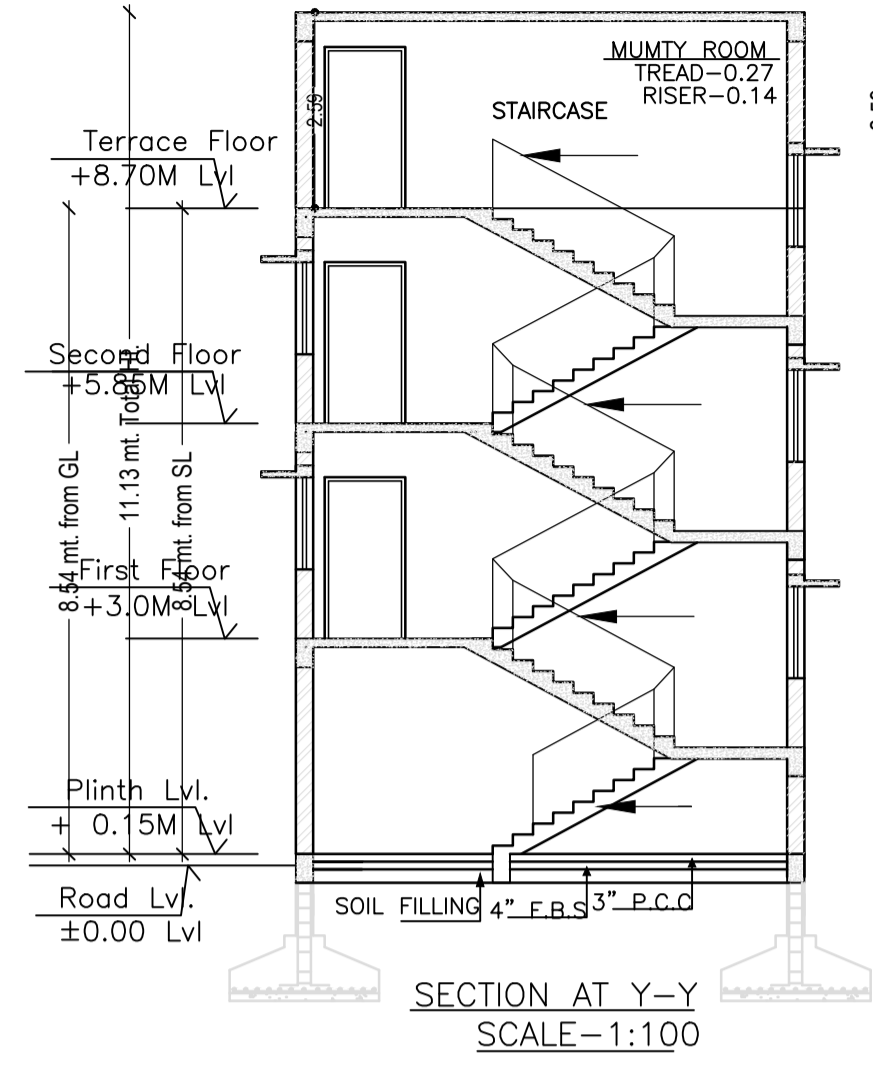 MUMTY ROOM
TREAD-0.27
RISER-0.14
STAIRCASE
2.59
Terrace Floor
+8.70M Lvl
Second Floor
+5.85M Lvl
11.13 mt. Total Ht.
8.54 mt. from GL
8.54 mt. from SL
First Floor
+3.0M Lvl
Plinth Lvl.
+ 0.15M Lvl
Road Lvl.
±0.00 Lvl
SOIL FILLING
4" F.B.S
3" P.C.C
SECTION AT Y-Y
SCALE-1:100